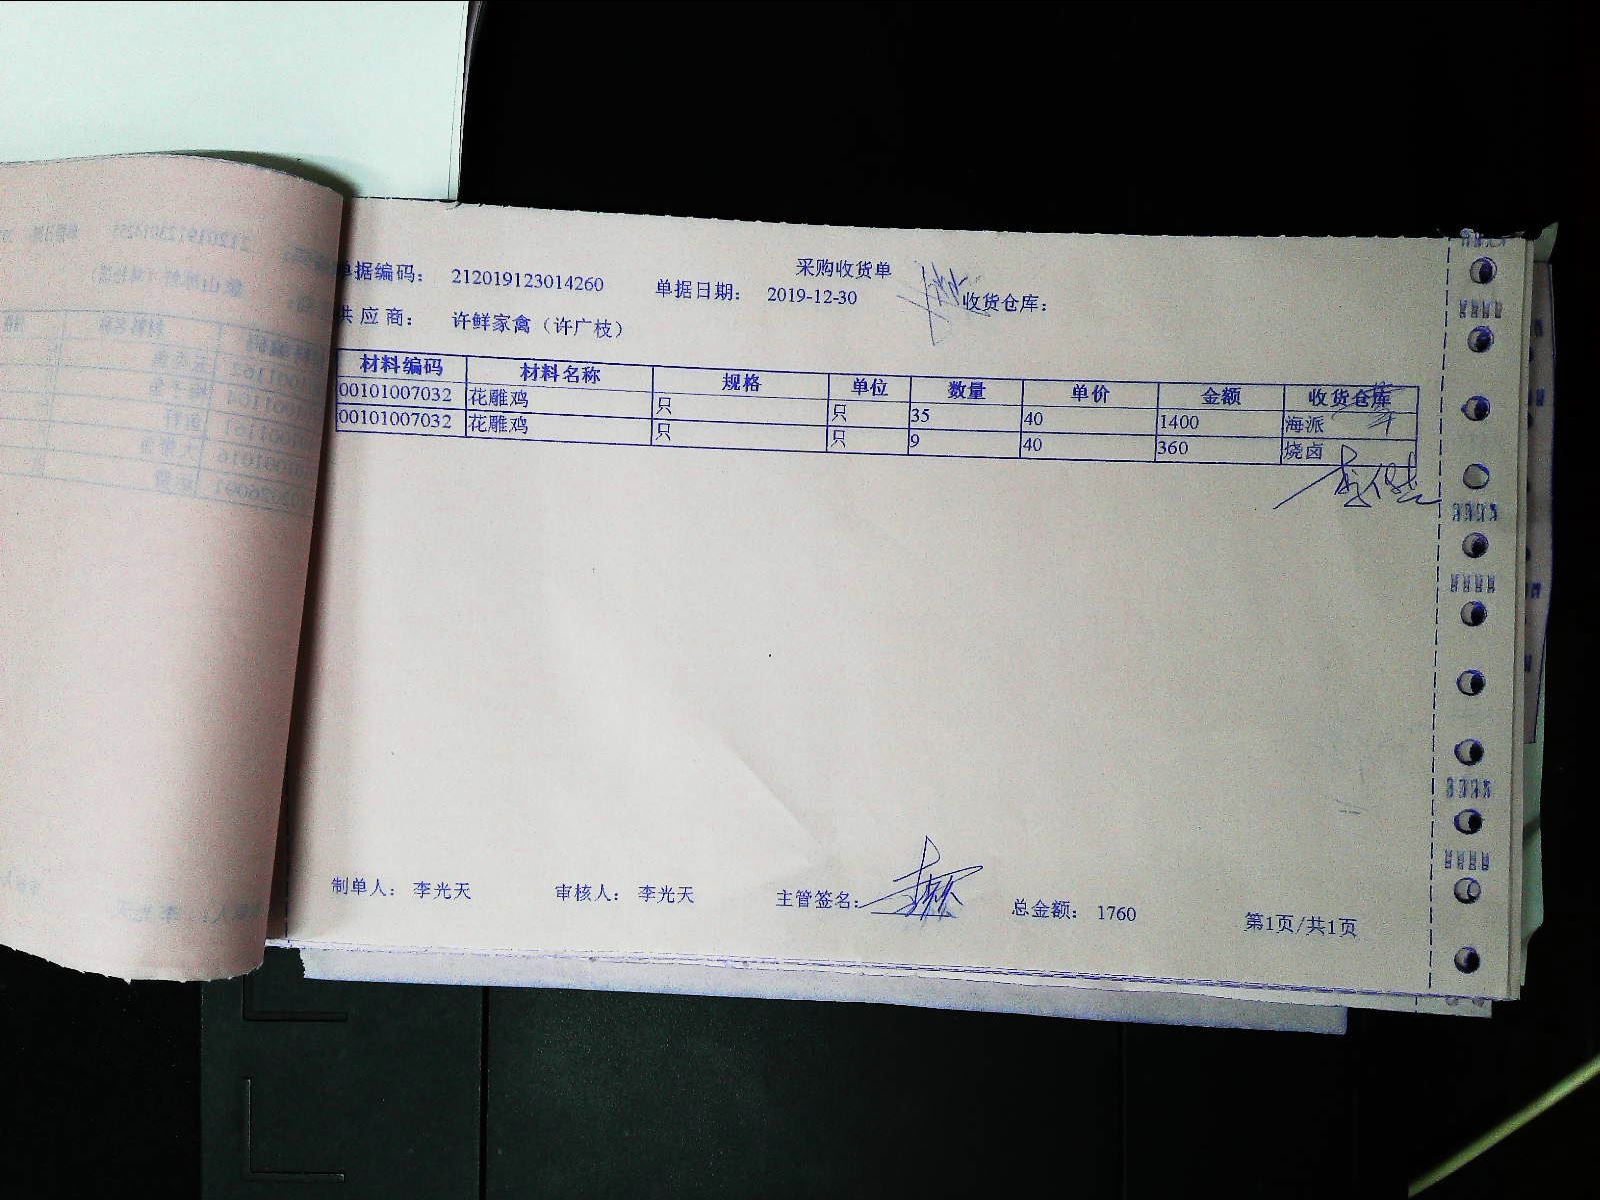 采购收货单
单据编码： 212019123014260 单据日期： 2019-12-30 收货仓库：
供应商： 许鲜家禽（许广枝）
材料编码 材料名称 规格 单位 数量 单价 金额 收货仓库
00101007032 花雕鸡 只 只 35 40 1400 海派
00101007032 花雕鸡 只 只 9 40 360 烧卤
制单人： 李光天 审核人： 李光天 主管签名： 总金额： 1760 第1页/共1页